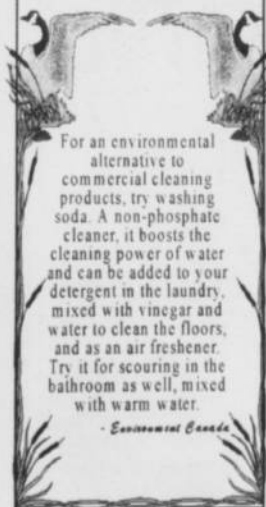 For an environmental
alternative to
commercial cleaning
products, try washing
soda. A non-phosphate
cleaner, it boosts the
cleaning power of water
and can be added to your
detergent in the laundry,
mixed with vinegar and
water to clean the floors,
and as an air freshener.
Try it for scouring in the
bathroom as well, mixed
with warm water.
- Environment Canada